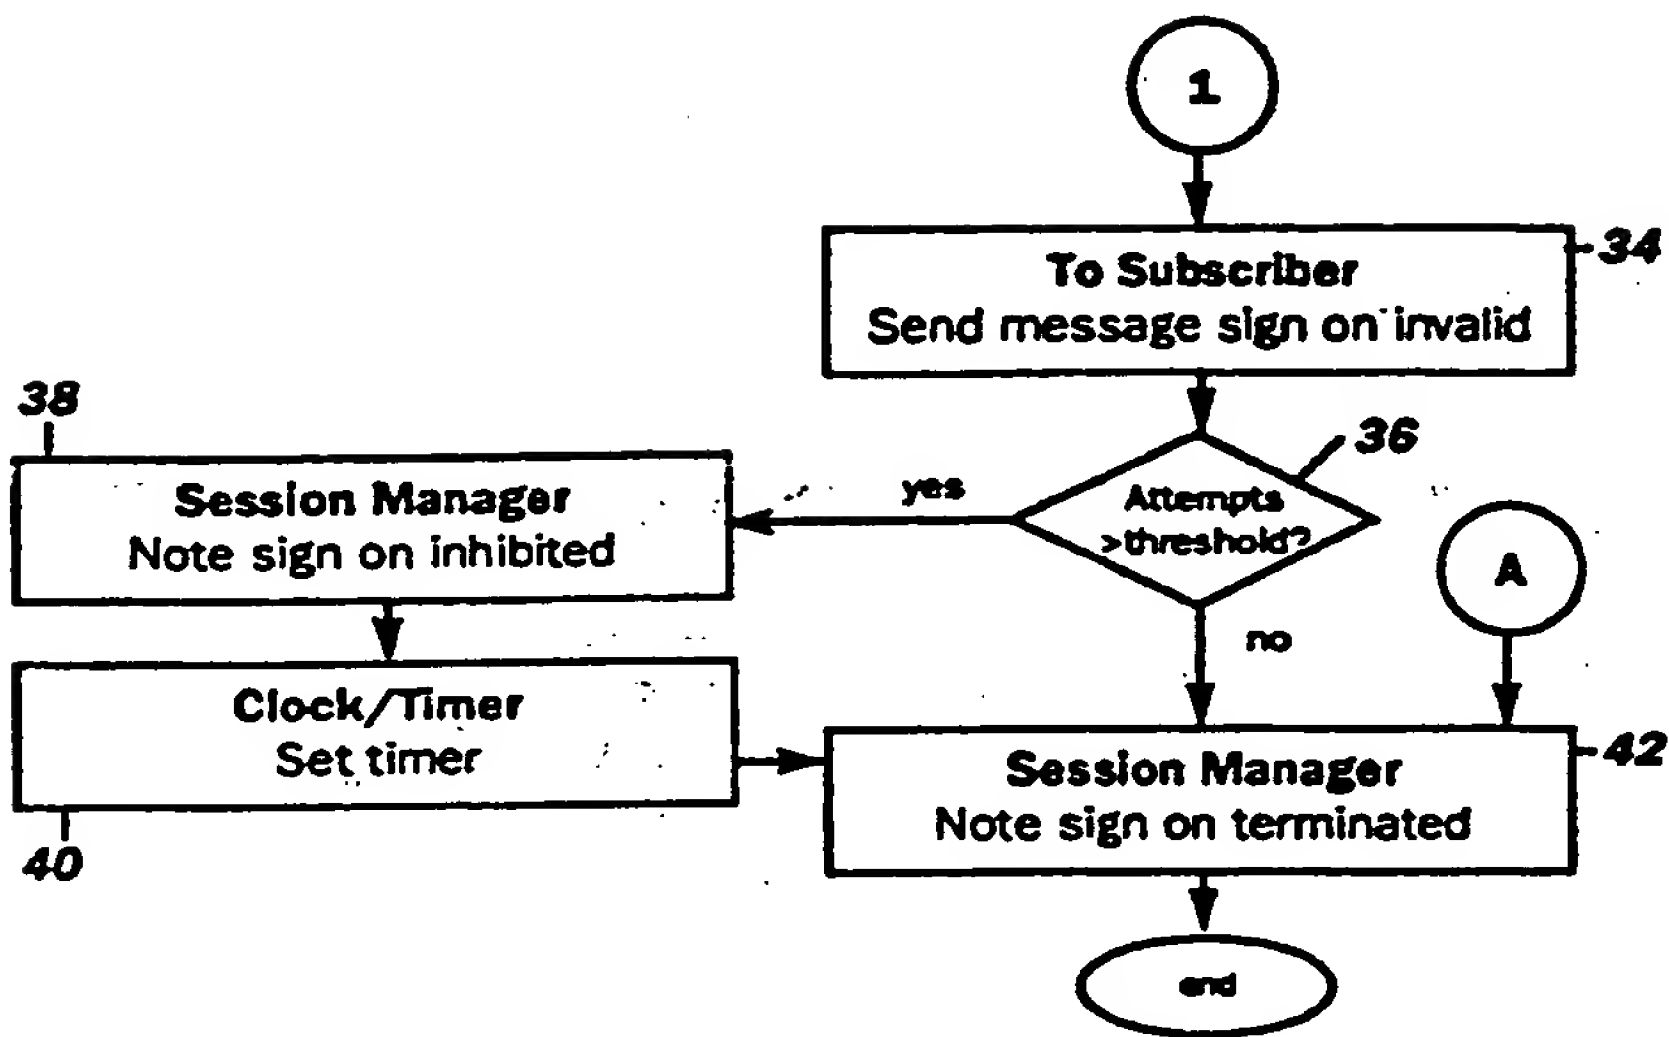 1
To Subscriber
Send message sign on invalid
34
36
Attempts
>threshold?
yes
38
Session Manager
Note sign on inhibited
no
A
Clock/Timer
Set timer
40
Session Manager
Note sign on terminated
42
end